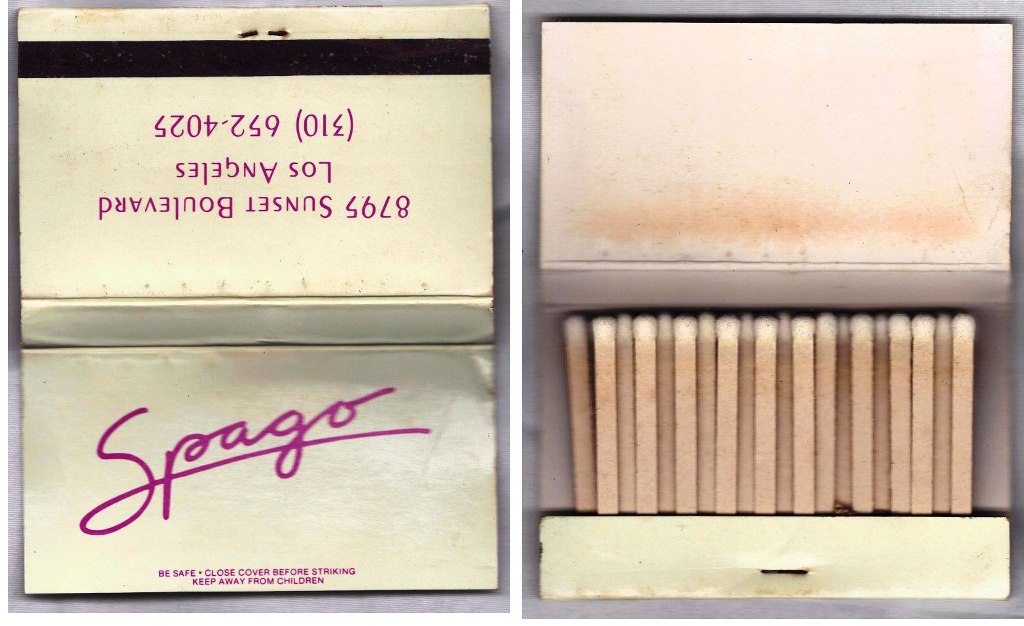 8795 Sunset Boulevard
Los Angeles
(310) 652-4025
Spago
BE SAFE • CLOSE COVER BEFORE STRIKING
KEEP AWAY FROM CHILDREN